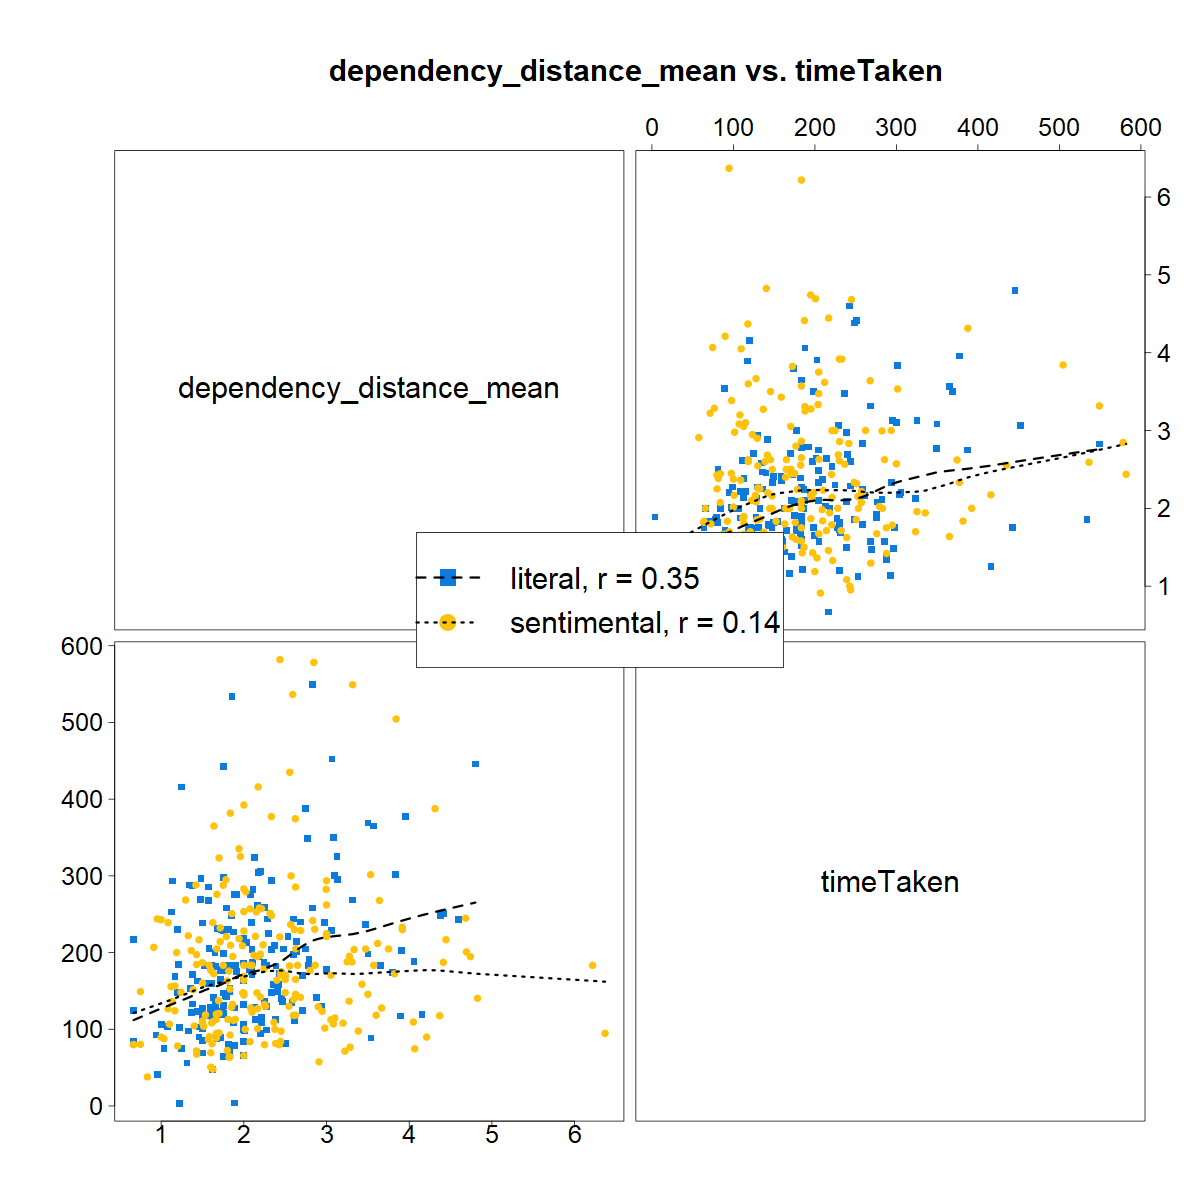 dependency_distance_mean vs. timeTaken
0 100 200 300 400 500 600
6
5
4
3
2
1
dependency_distance_mean
literal, r = 0.35
sentimental, r = 0.14
600
500
400
300
200
100
0
timeTaken
1 2 3 4 5 6